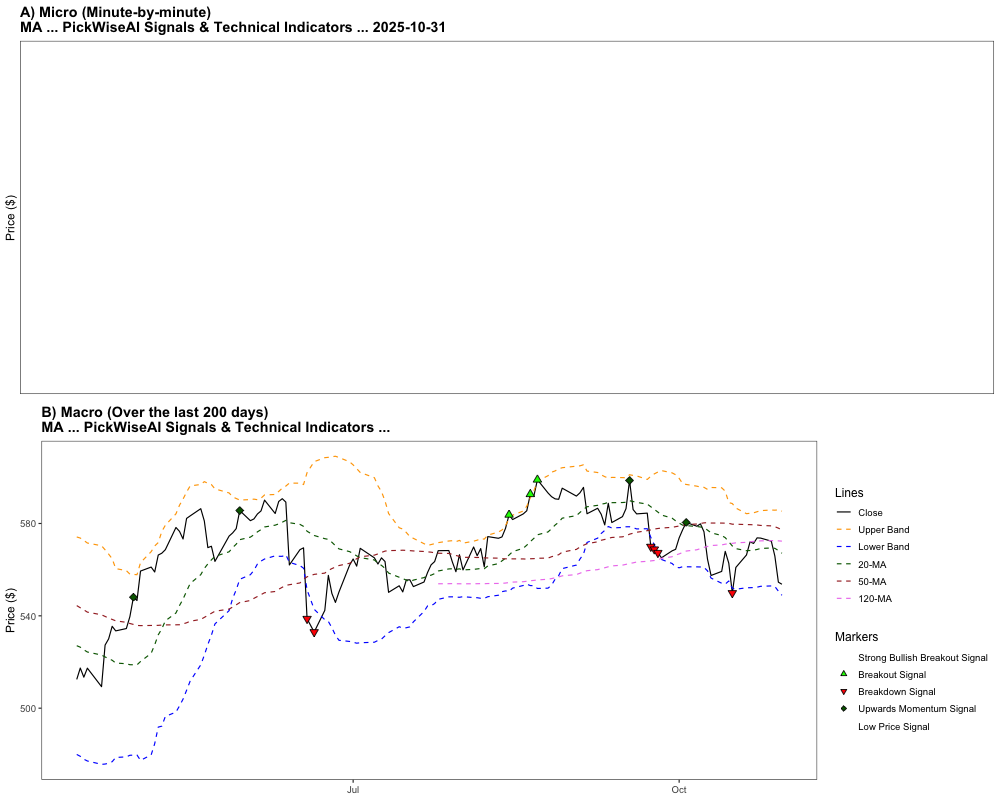 A) Micro (Minute-by-minute)
MA ... PickWiseAI Signals & Technical Indicators ... 2025-10-31
Price ($)
B) Macro (Over the last 200 days)
MA ... PickWiseAI Signals & Technical Indicators ...
Price ($)
580
540
500
Jul
Oct
Lines
Close
Upper Band
Lower Band
20-MA
50-MA
120-MA
Markers
Strong Bullish Breakout Signal
Breakout Signal
Breakdown Signal
Upwards Momentum Signal
Low Price Signal